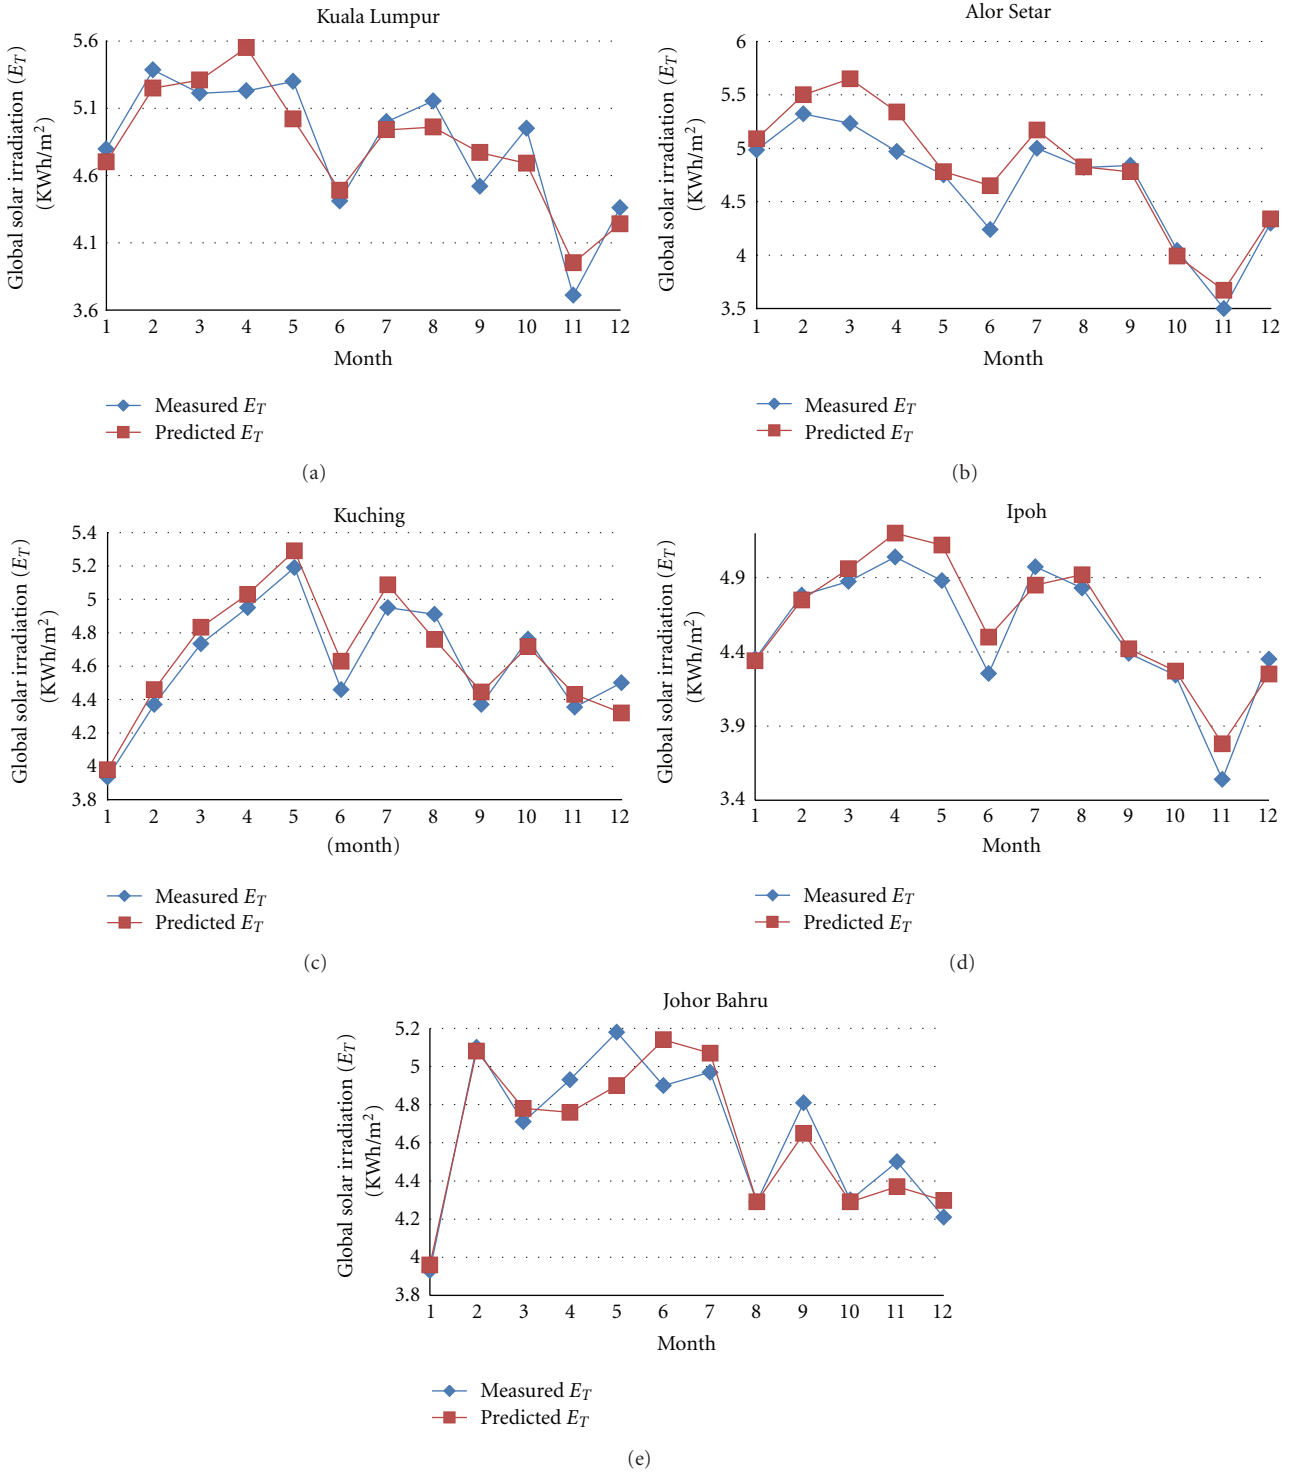 Kuala Lumpur
Global solar irradiation (E_T)
(KWh/m²)
5.6
5.1
4.6
4.1
3.6
1 2 3 4 5 6 7 8 9 10 11 12
Month
Measured E_T
Predicted E_T
(a)
Alor Setar
Global solar irradiation (E_T)
(KWh/m²)
6
5.5
5
4.5
4
3.5
1 2 3 4 5 6 7 8 9 10 11 12
Month
Measured E_T
Predicted E_T
(b)
Kuching
Global solar irradiation (E_T)
(KWh/m²)
5.4
5.2
5
4.8
4.6
4.4
4.2
4
3.8
1 2 3 4 5 6 7 8 9 10 11 12
(month)
Measured E_T
Predicted E_T
(c)
Ipoh
Global solar irradiation (E_T)
(KWh/m²)
4.9
4.4
3.9
3.4
1 2 3 4 5 6 7 8 9 10 11 12
Month
Measured E_T
Predicted E_T
(d)
Johor Bahru
Global solar irradiation (E_T)
(KWh/m²)
5.2
5
4.8
4.6
4.4
4.2
4
3.8
1 2 3 4 5 6 7 8 9 10 11 12
Month
Measured E_T
Predicted E_T
(e)